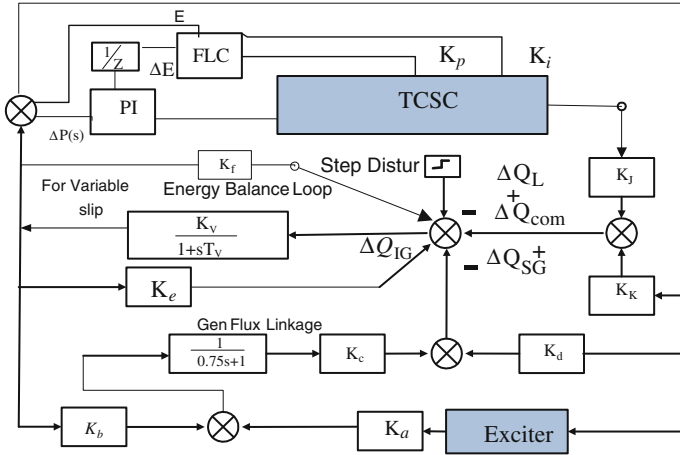 E
1/Z
ΔE
FLC
K_p
K_i
TCSC
PI
ΔP(s)
K_f
Step Distur
ΔQ_L
K_J
For Variable
slip
Energy Balance Loop
+
ΔQ_com
K_V
1+sT_V
ΔQ_IG
ΔQ_SG
+
K_e
K_K
Gen Flux Linkage
1
0.75s+1
K_c
K_d
K_b
K_a
Exciter